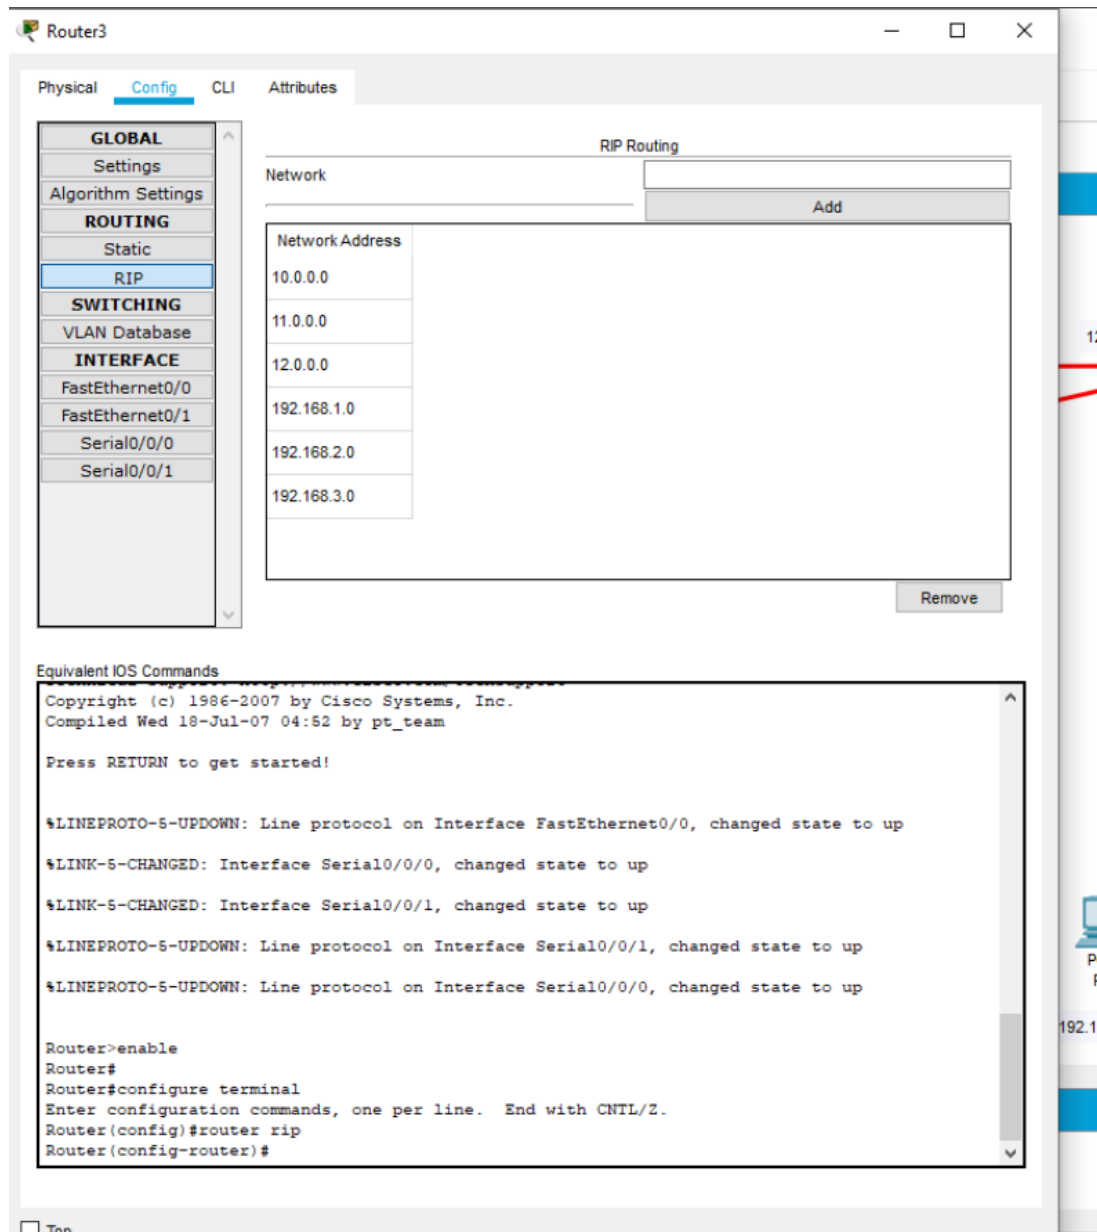 Router3
Physical Config CLI Attributes
GLOBAL
Settings
Algorithm Settings
ROUTING
Static
RIP
SWITCHING
VLAN Database
INTERFACE
FastEthernet0/0
FastEthernet0/1
Serial0/0/0
Serial0/0/1
RIP Routing
Network
Add
Network Address
10.0.0.0
11.0.0.0
12.0.0.0
192.168.1.0
192.168.2.0
192.168.3.0
Remove
Equivalent IOS Commands
Copyright (c) 1986-2007 by Cisco Systems, Inc.
Compiled Wed 18-Jul-07 04:52 by pt_team
Press RETURN to get started!
%LINEPROTO-5-UPDOWN: Line protocol on Interface FastEthernet0/0, changed state to up
%LINK-5-CHANGED: Interface Serial0/0/0, changed state to up
%LINK-5-CHANGED: Interface Serial0/0/1, changed state to up
%LINEPROTO-5-UPDOWN: Line protocol on Interface Serial0/0/1, changed state to up
%LINEPROTO-5-UPDOWN: Line protocol on Interface Serial0/0/0, changed state to up
Router>enable
Router#
Router#configure terminal
Enter configuration commands, one per line. End with CNTL/Z.
Router(config)#router rip
Router(config-router)#
Top
12
P
192.1